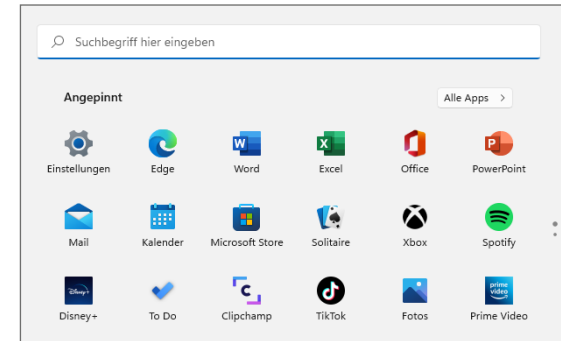 Suchbegriff hier eingeben
Angepinnt
Alle Apps
Einstellungen Edge Word Excel Office PowerPoint
Mail Kalender Microsoft Store Solitaire Xbox Spotify
Disney+ To Do Clipchamp TikTok Fotos Prime Video